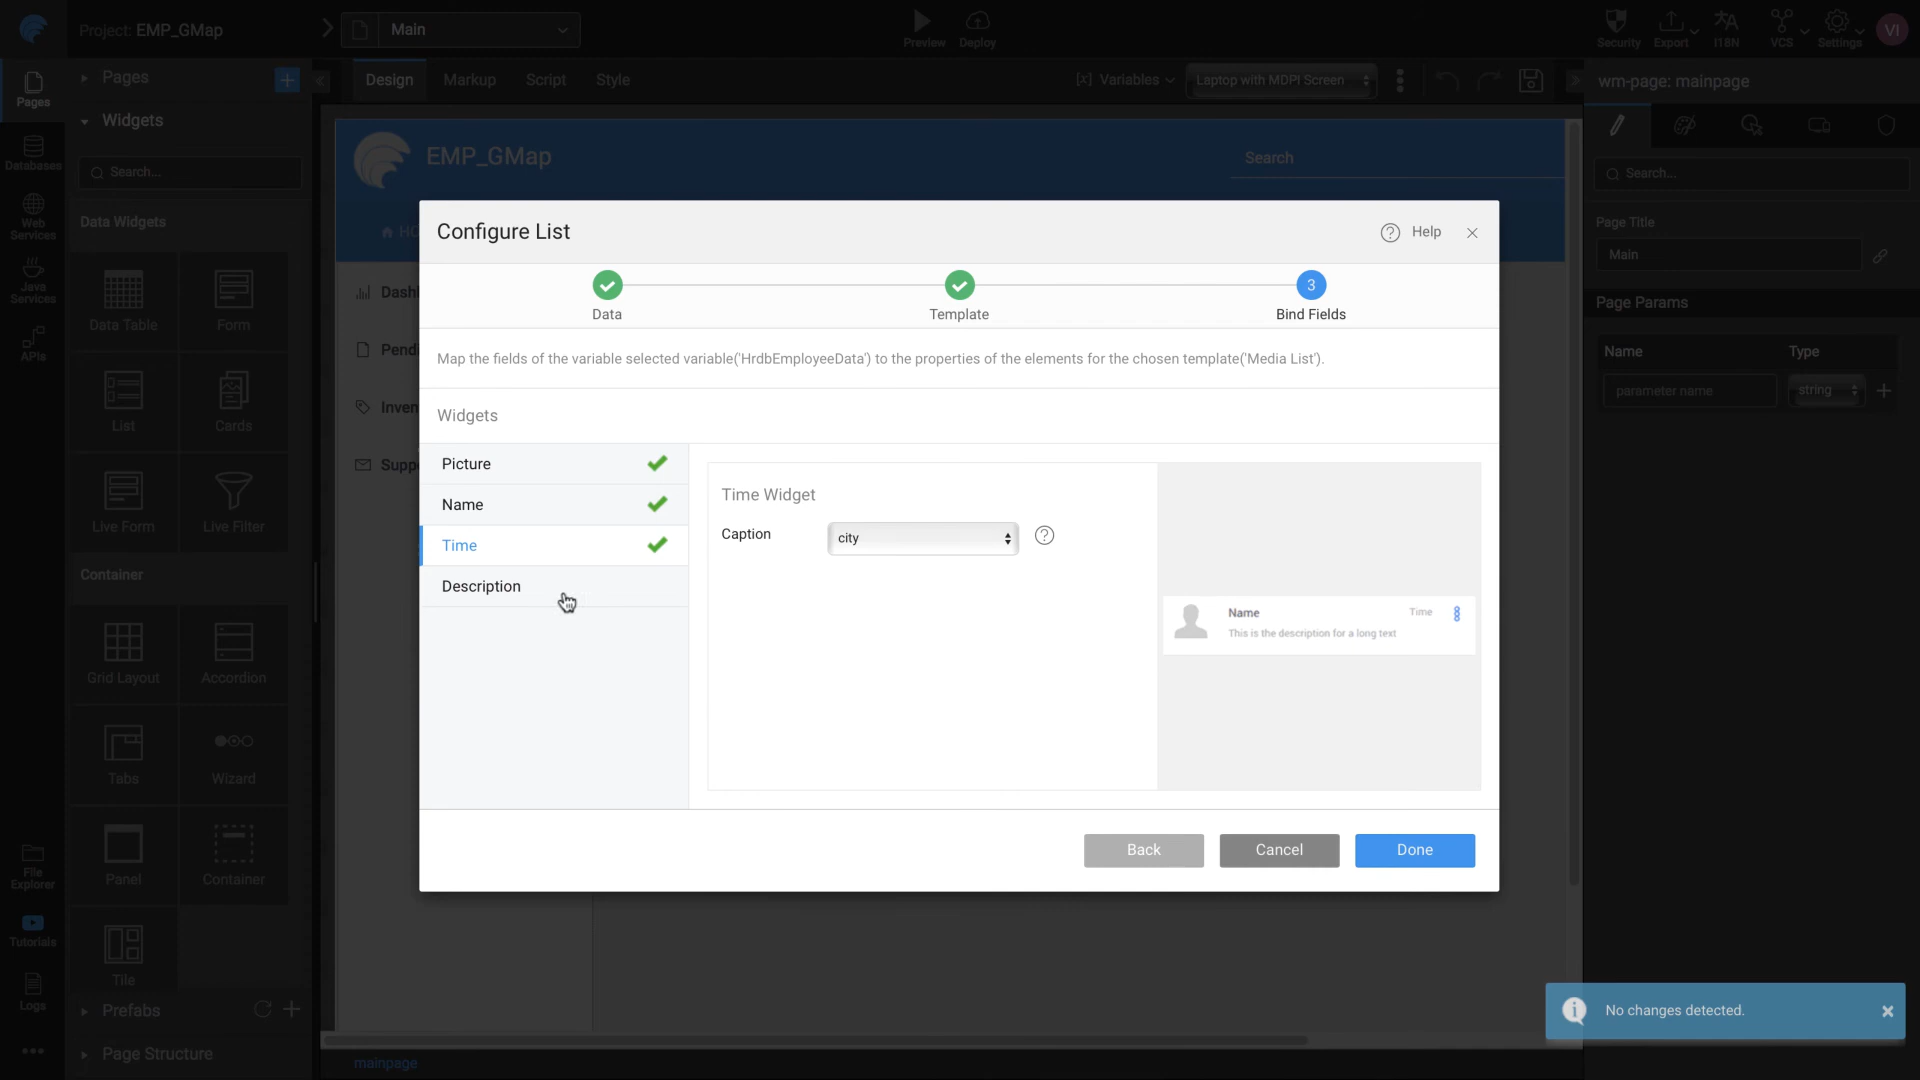 Project: EMP_GMap
Main
Preview
Deploy
Security
Export
I18N
VCS
Settings
VI
Pages
Databases
Web
Services
Java
Services
APIs
File
Explorer
Tutorials
Logs
Pages
Widgets
Search...
Data Widgets
Data Table
Form
List
Cards
Live Form
Live Filter
Container
Grid Layout
Accordion
Tabs
Wizard
Panel
Container
Tile
Prefabs
Page Structure
Design
Markup
Script
Style
Variables
Laptop with MDPI Screen
EMP_GMap
Search
HO
Dashl
Pendi
Inven
Supp
mainpage
Configure List
Help
Data
Template
3
Bind Fields
Map the fields of the variable selected variable('HrdbEmployeeData') to the properties of the elements for the chosen template('Media List').
Widgets
Picture
Name
Time
Description
Time Widget
Caption
city
?
Name
Time
This is the description for a long text
Back
Cancel
Done
wm-page: mainpage
Search...
Page Title
Main
Page Params
Name
Type
parameter name
string
No changes detected.